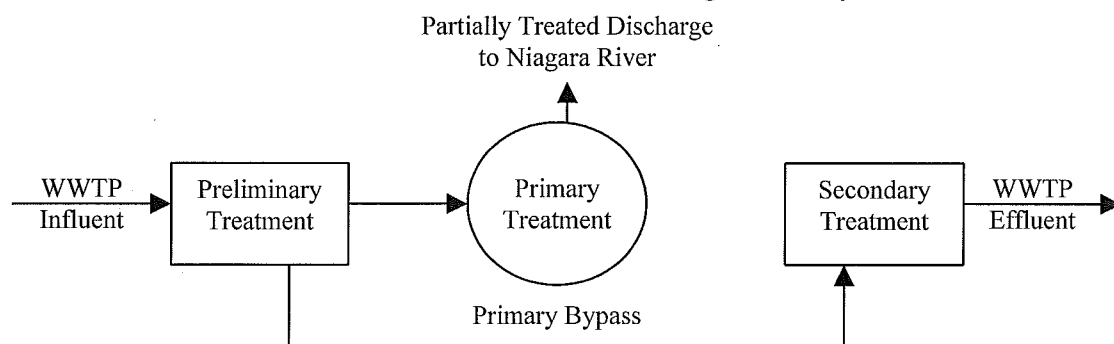 Partially Treated Discharge
to Niagara River
WWTP
Influent
Preliminary
Treatment
Primary
Treatment
Secondary
Treatment
WWTP
Effluent
Primary Bypass